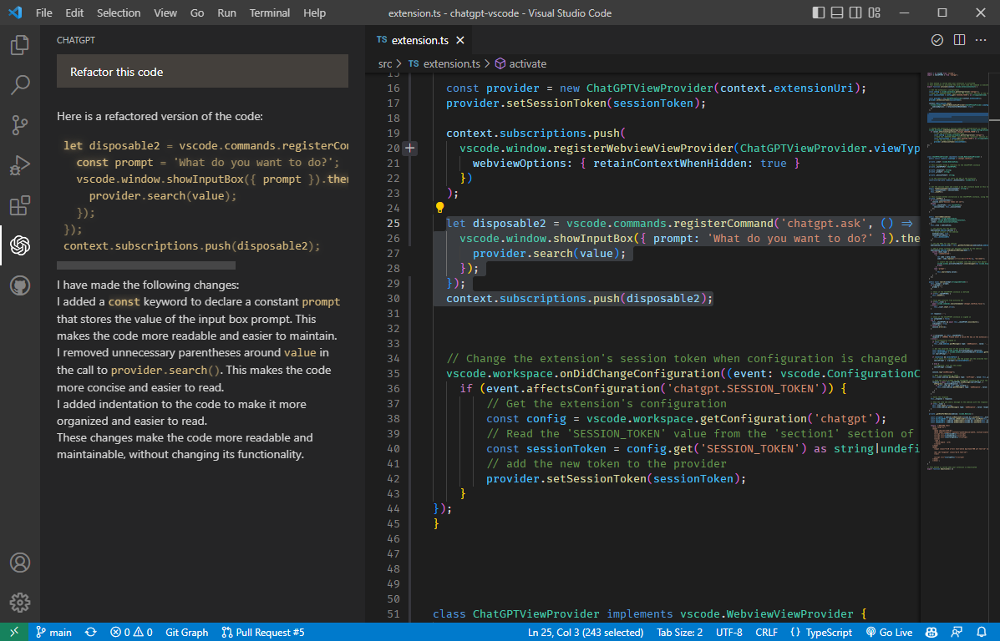 File Edit Selection View Go Run Terminal Help extension.ts - chatgpt-vscode - Visual Studio Code
CHATGPT
Refactor this code
Here is a refactored version of the code:
let disposable2 = vscode.commands.registerCo
const prompt = 'What do you want to do?';
vscode.window.showInputBox({ prompt }).the
provider.search(value);
});
});
context.subscriptions.push(disposable2);
I have made the following changes:
I added a const keyword to declare a constant prompt
that stores the value of the input box prompt. This
makes the code more readable and easier to maintain.
I removed unnecessary parentheses around value in
the call to provider.search(). This makes the code
more concise and easier to read.
I added indentation to the code to make it more
organized and easier to read.
These changes make the code more readable and
maintainable, without changing its functionality.
TS extension.ts
src > TS extension.ts > activate
15
16 const provider = new ChatGPTViewProvider(context.extensionUri);
17 provider.setSessionToken(sessionToken);
18
19 context.subscriptions.push(
20 vscode.window.registerWebviewViewProvider(ChatGPTViewProvider.viewTyp
21 webviewOptions: { retainContextWhenHidden: true }
22 })
23 );
24
25 let disposable2 = vscode.commands.registerCommand('chatgpt.ask', () =>
26 vscode.window.showInputBox({ prompt: 'What do you want to do?' }).the
27 provider.search(value);
28 });
29 });
30 context.subscriptions.push(disposable2);
31
32
33
34 // Change the extension's session token when configuration is changed
35 vscode.workspace.onDidChangeConfiguration((event: vscode.ConfigurationC
36 if (event.affectsConfiguration('chatgpt.SESSION_TOKEN')) {
37 // Get the extension's configuration
38 const config = vscode.workspace.getConfiguration('chatgpt');
39 // Read the 'SESSION_TOKEN' value from the 'section1' section of
40 const sessionToken = config.get('SESSION_TOKEN') as string|undefi
41 // add the new token to the provider
42 provider.setSessionToken(sessionToken);
43 }
44 });
45 }
46
47
48
49
50
51 class ChatGPTViewProvider implements vscode.WebviewViewProvider {
main 0 0 Git Graph Pull Request #5 Ln 25, Col 3 (243 selected) Tab Size: 2 UTF-8 CRLF {} TypeScript Go Live